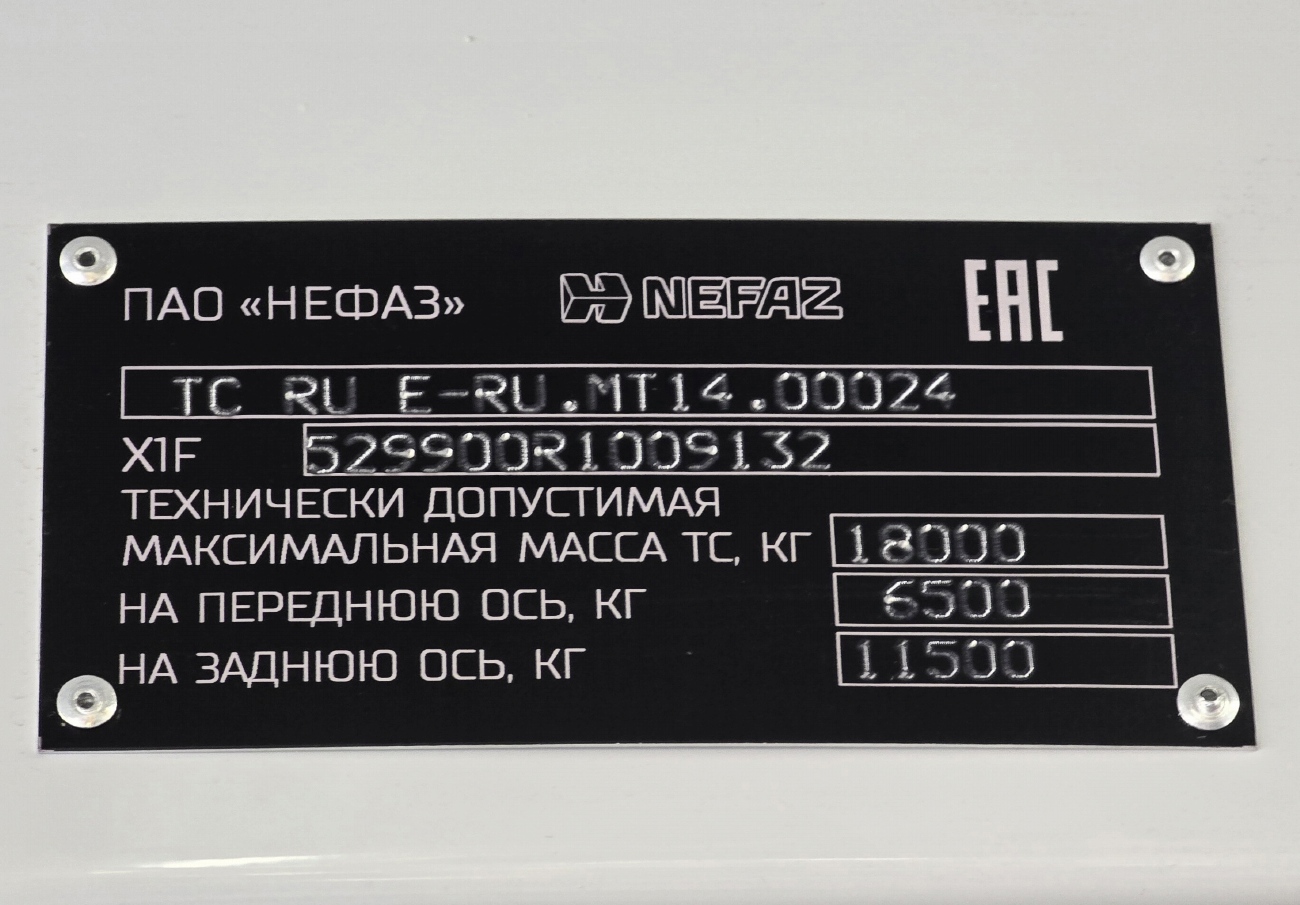 ПАО «НЕФАЗ» NEFAZ EAC
TC RU E-RU.MT14.00024
X1F 529900R1009132
ТЕХНИЧЕСКИ ДОПУСТИМАЯ
МАКСИМАЛЬНАЯ МАССА ТС, КГ 18000
НА ПЕРЕДНЮЮ ОСЬ, КГ 6500
НА ЗАДНЮЮ ОСЬ, КГ 11500